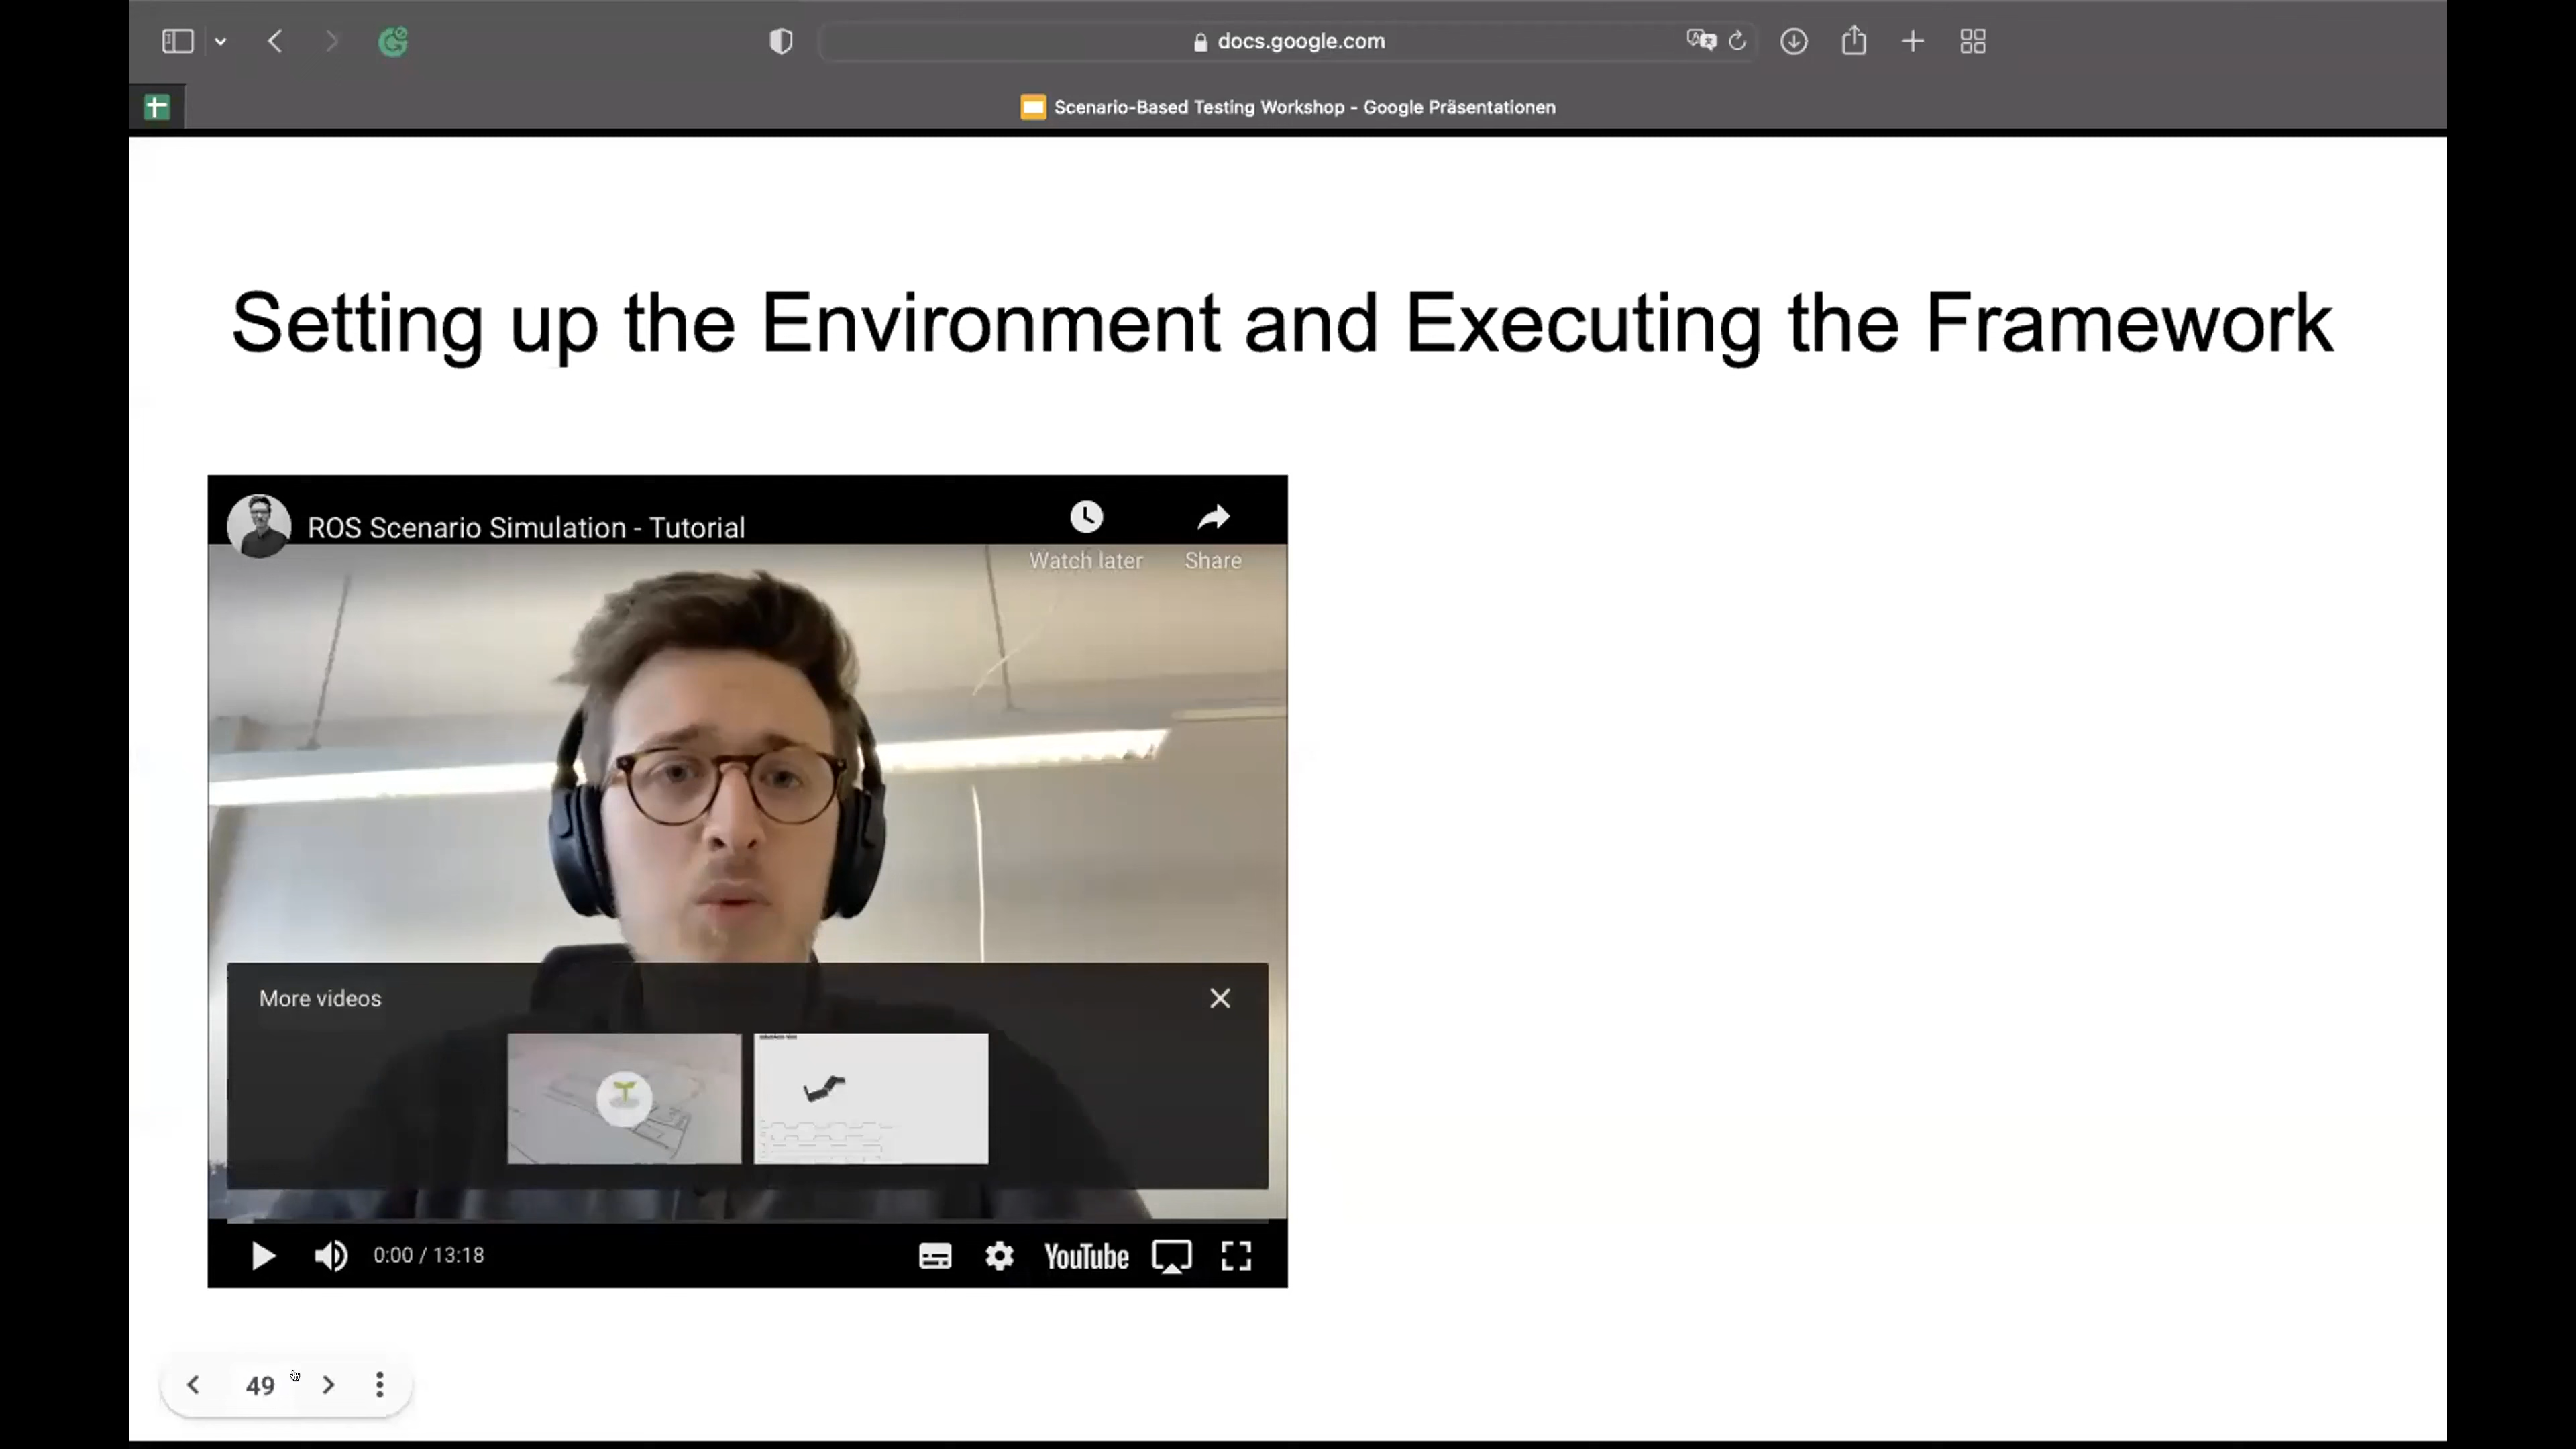 docs.google.com
Scenario-Based Testing Workshop - Google Präsentationen
Setting up the Environment and Executing the Framework
ROS Scenario Simulation - Tutorial
Watch later
Share
More videos
0:00 / 13:18
YouTube
49